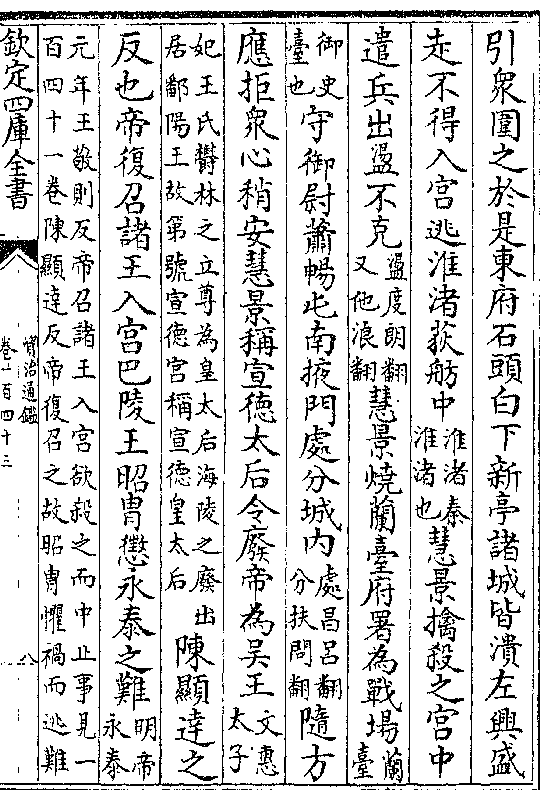 引衆圍之於是東府石頭白下新亭諸城皆潰左興盛
走不得入宫逃淮渚荻舫中淮渚秦淮渚也慧景擒殺之宫中
遣兵出盪不克盪度朗翻又他浪翻慧景燒蘭臺府署為戰場蘭臺
御史臺也守御尉蕭暢屯南掖門處分城内處昌吕翻分扶問翻隨方
應拒衆心稍安慧景稱宣德太后令廢帝為吴王文惠太子
妃王氏鬱林之立尊為皇太后海陵之廢出居鄱陽王故第號宣德宫稱宣德皇太后陳顯達之
反也帝復召諸王入宫巴陵王昭胄懲永泰之難明帝永泰
元年王敬則反帝召諸王入宫欲殺之而中止事見一百四十一卷陳顯達反帝復召之故昭胄懼禍而逃難
欽定四庫全書
資治通鑑
卷一百四十三
八